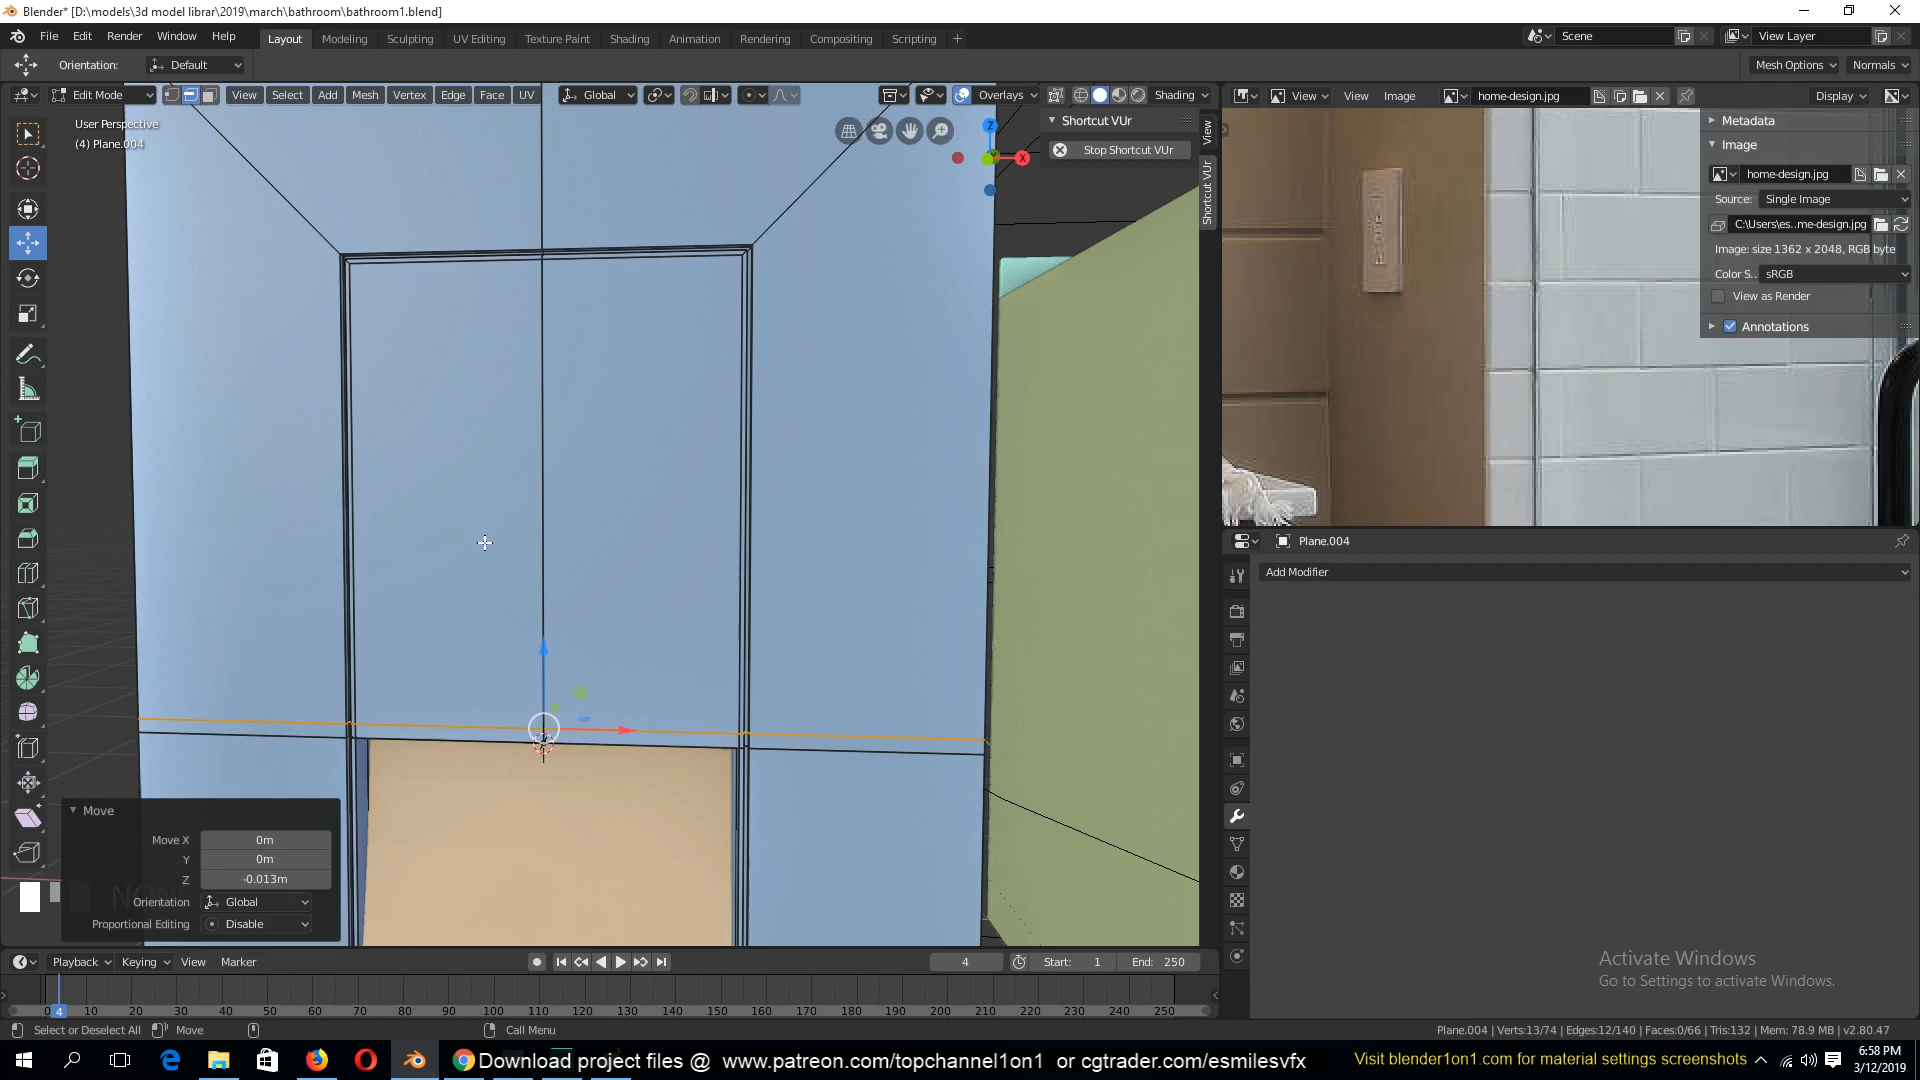 Blender* [D:\models\3d model librar\2019\march\bathroom\bathroom1.blend]
File Edit Render Window Help Layout Modeling Sculpting UV Editing Texture Paint Shading Animation Rendering Compositing Scripting + Scene View Layer
Orientation: Default Mesh Options Normals
Edit Mode View Select Add Mesh Vertex Edge Face UV Global Overlays Shading View View Image home-design.jpg Display
User Perspective
(4) Plane.004
Z
X
Shortcut VUr
Stop Shortcut VUr
View
Shortcut VUr
Metadata
Image
home-design.jpg
Source: Single Image
C:\Users\es..me-design.jpg
Image: size 1362 x 2048, RGB byte
Color S.. sRGB
View as Render
Annotations
Plane.004
Add Modifier
Move
Move X 0m
Y 0m
Z -0.013m
Orientation Global
Proportional Editing Disable
Playback Keying View Marker 4 Start: 1 End: 250
0 4 10 20 30 40 50 60 70 80 90 100 110 120 130 140 150 160 170 180 190 200 210 220 230 240 250
Activate Windows
Go to Settings to activate Windows.
Select or Deselect All Move Call Menu Plane.004 | Verts:13/74 | Edges:12/140 | Faces:0/66 | Tris:132 | Mem: 78.9 MB | v2.80.47
Download project files @ www.patreon.com/topchannel1on1 or cgtrader.com/esmilesvfx
Visit blender1on1.com for material settings screenshots
6:58 PM
3/12/2019